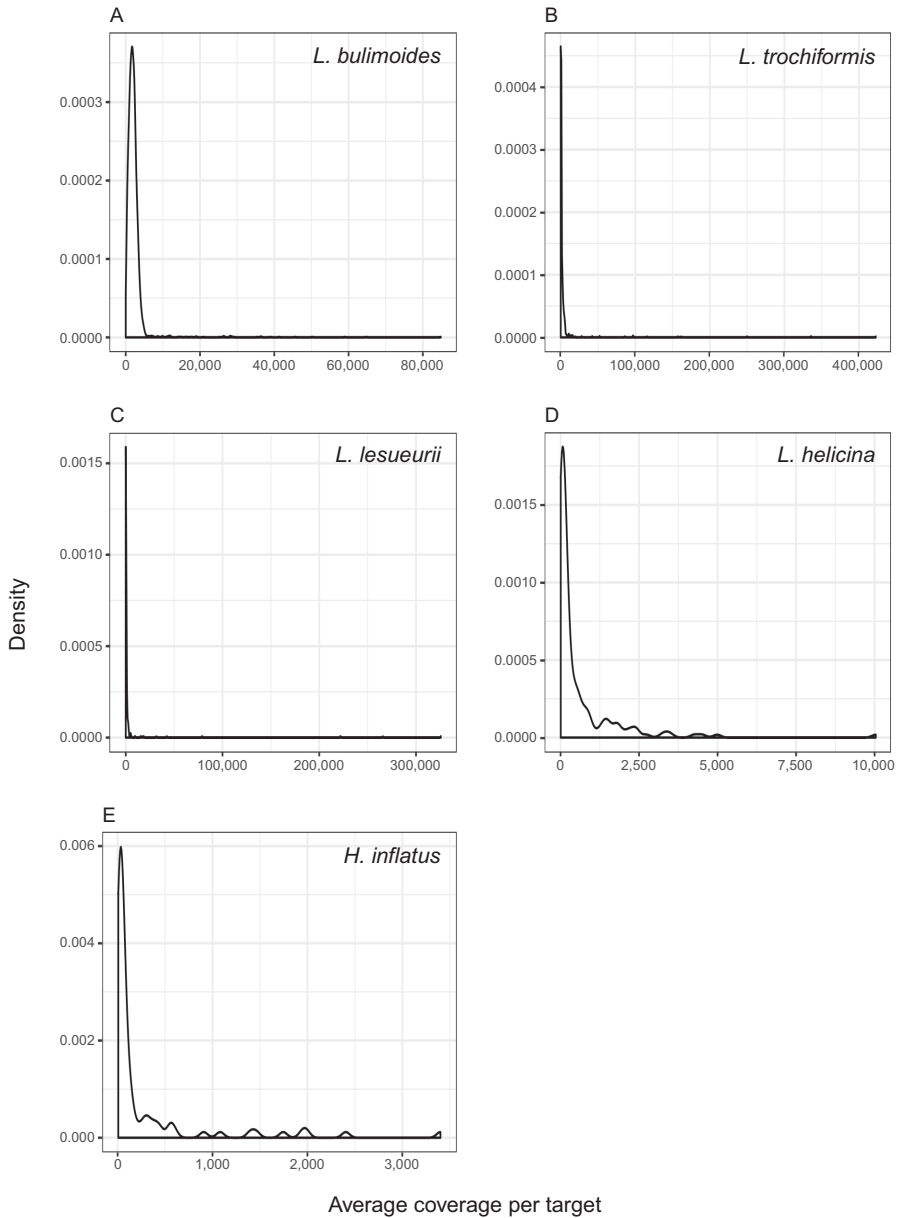 A
L. bulimoides
0.0003
0.0002
0.0001
0.0000
0 20,000 40,000 60,000 80,000
B
L. trochiformis
0.0004
0.0003
0.0002
0.0001
0.0000
0 100,000 200,000 300,000 400,000
C
L. lesueurii
0.0015
0.0010
0.0005
0.0000
0 100,000 200,000 300,000
D
L. helicina
0.0015
0.0010
0.0005
0.0000
0 2,500 5,000 7,500 10,000
Density
E
H. inflatus
0.006
0.004
0.002
0.000
0 1,000 2,000 3,000
Average coverage per target